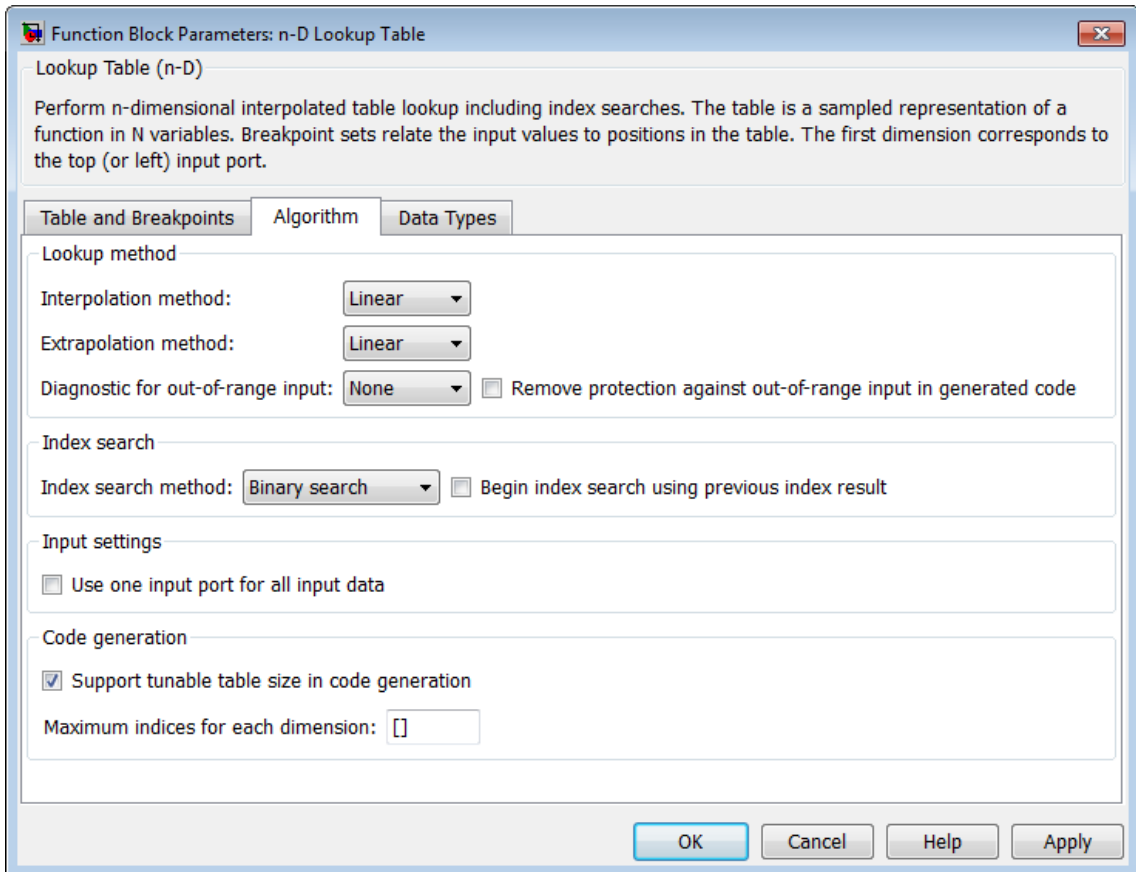 Function Block Parameters: n-D Lookup Table
Lookup Table (n-D)
Perform n-dimensional interpolated table lookup including index searches. The table is a sampled representation of a
function in N variables. Breakpoint sets relate the input values to positions in the table. The first dimension corresponds to
the top (or left) input port.
Table and Breakpoints Algorithm Data Types
Lookup method
Interpolation method: Linear
Extrapolation method: Linear
Diagnostic for out-of-range input: None Remove protection against out-of-range input in generated code
Index search
Index search method: Binary search Begin index search using previous index result
Input settings
Use one input port for all input data
Code generation
Support tunable table size in code generation
Maximum indices for each dimension: []
OK Cancel Help Apply